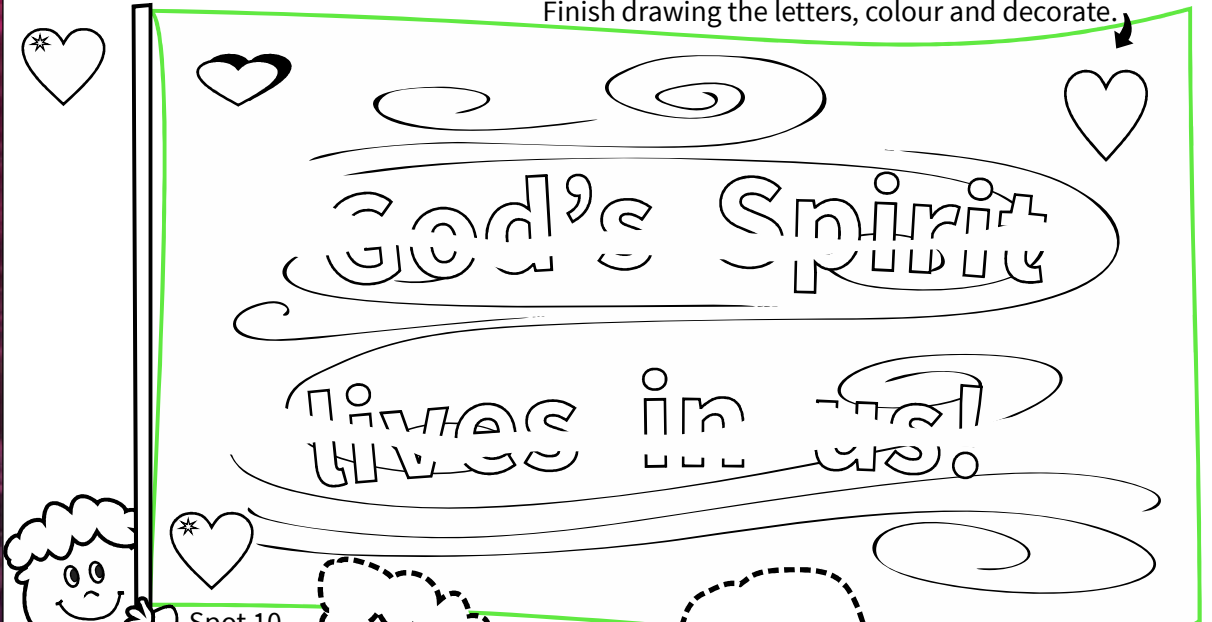 Finish drawing the letters, colour and decorate.
God's Spirit
lives in us!
Spot 10